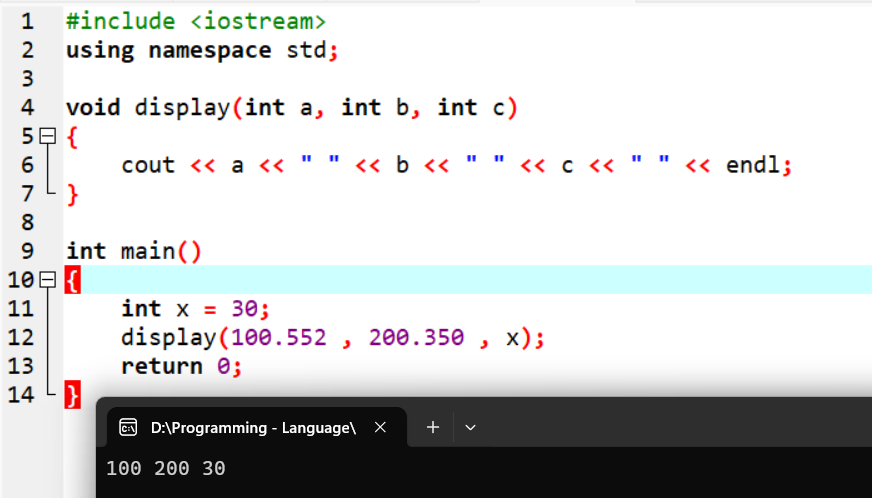 1 #include <iostream>
2 using namespace std;
3
4 void display(int a, int b, int c)
5 {
6 cout << a << " " << b << " " << c << " " << endl;
7 }
8
9 int main()
10 {
11 int x = 30;
12 display(100.552 , 200.350 , x);
13 return 0;
14 }
D:\Programming - Language\
100 200 30